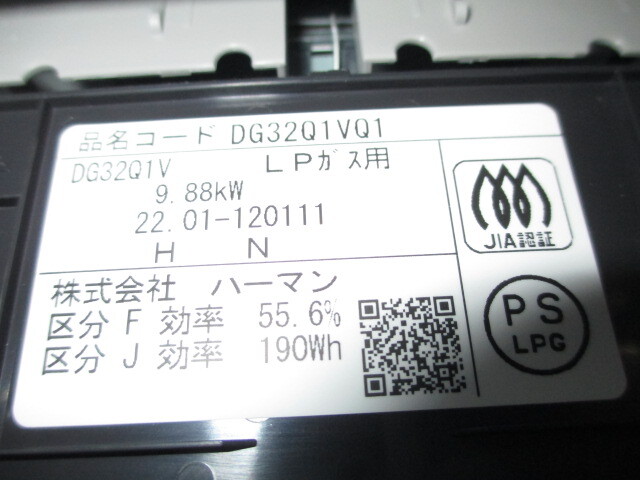 品名コード DG32Q1VQ1
DG32Q1V LPガス用
9.88kW
22.01-120111
H N
株式会社 ハーマン
区分 F 効率 55.6%
区分 J 効率 190Wh
JIA認証
PS
LPG